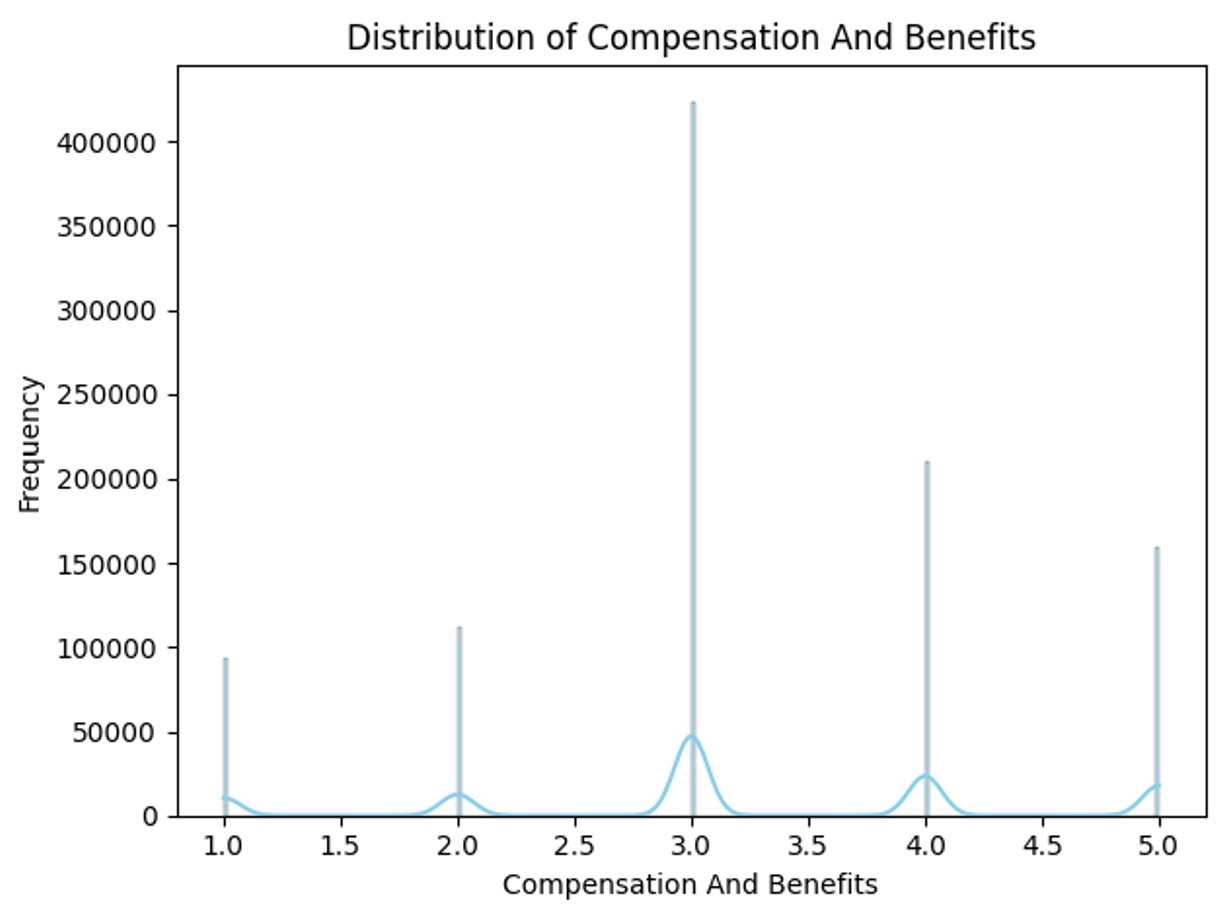 Distribution of Compensation And Benefits
400000
350000
300000
250000
200000
150000
100000
50000
0
Frequency
1.0 1.5 2.0 2.5 3.0 3.5 4.0 4.5 5.0
Compensation And Benefits